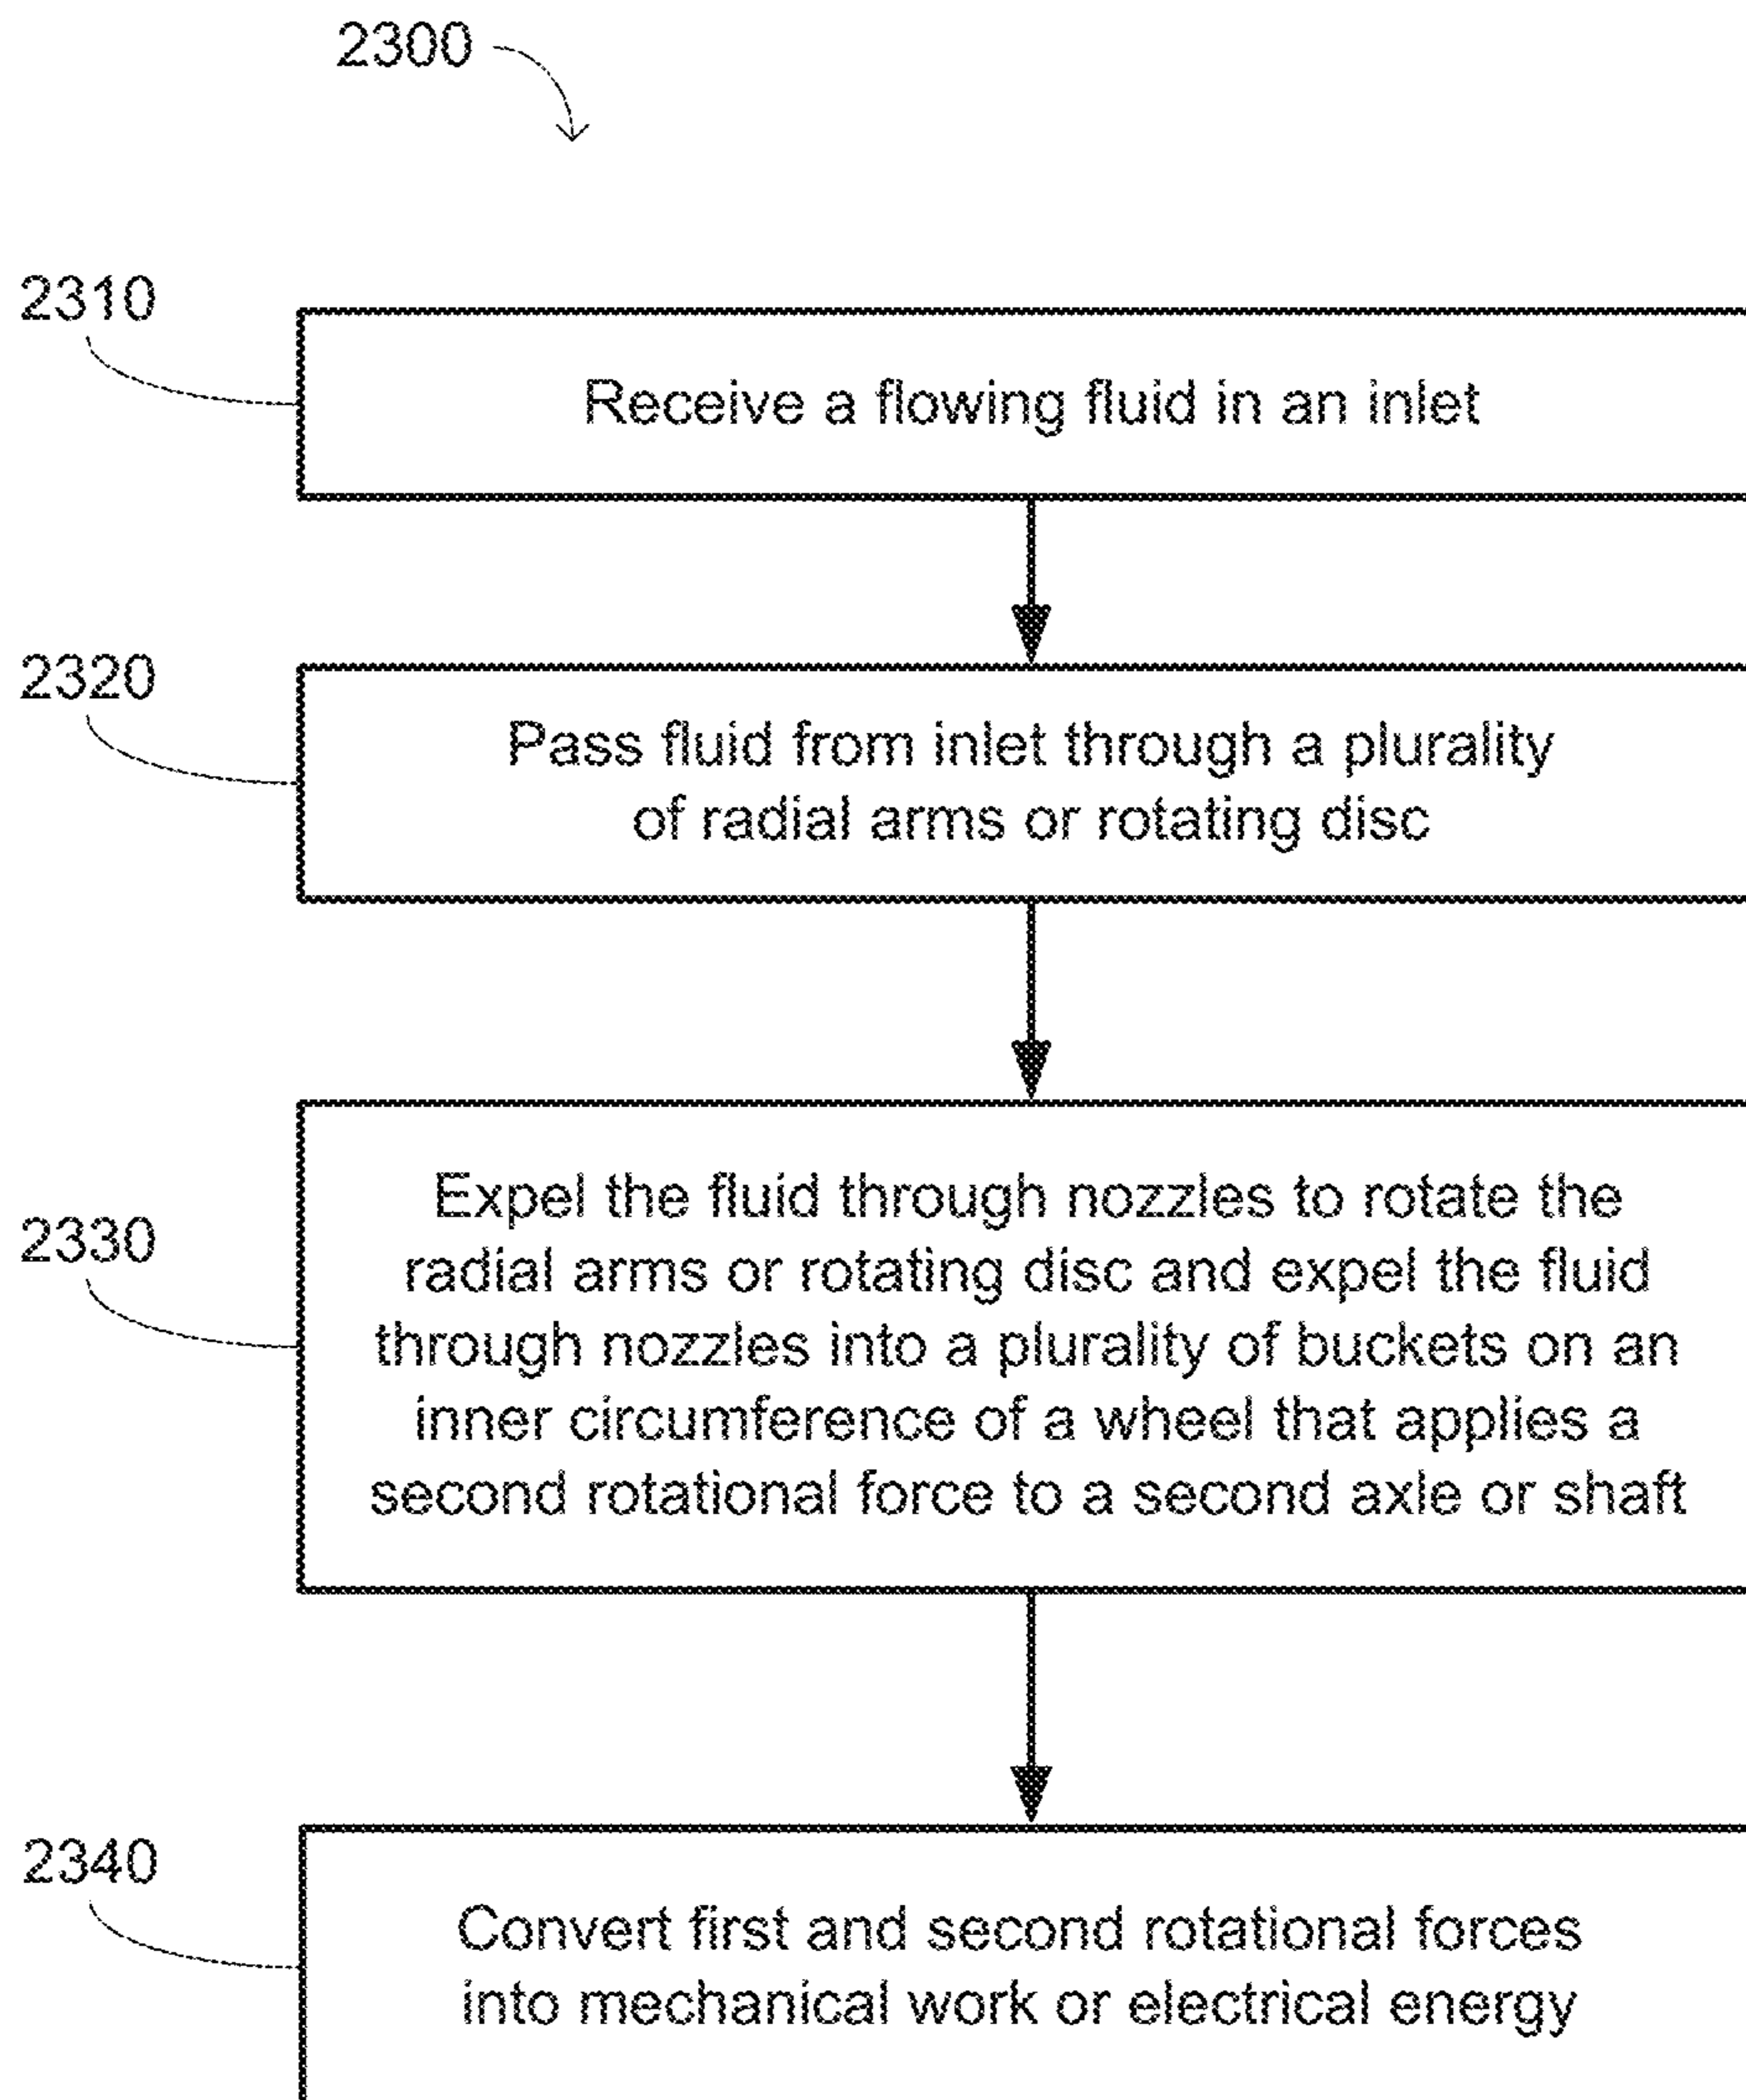 2300
2310
Receive a flowing fluid in an inlet
2320
Pass fluid from inlet through a plurality
of radial arms or rotating disc
2330
Expel the fluid through nozzles to rotate the
radial arms or rotating disc and expel the fluid
through nozzles into a plurality of buckets on an
inner circumference of a wheel that applies a
second rotational force to a second axle or shaft
2340
Convert first and second rotational forces
into mechanical work or electrical energy